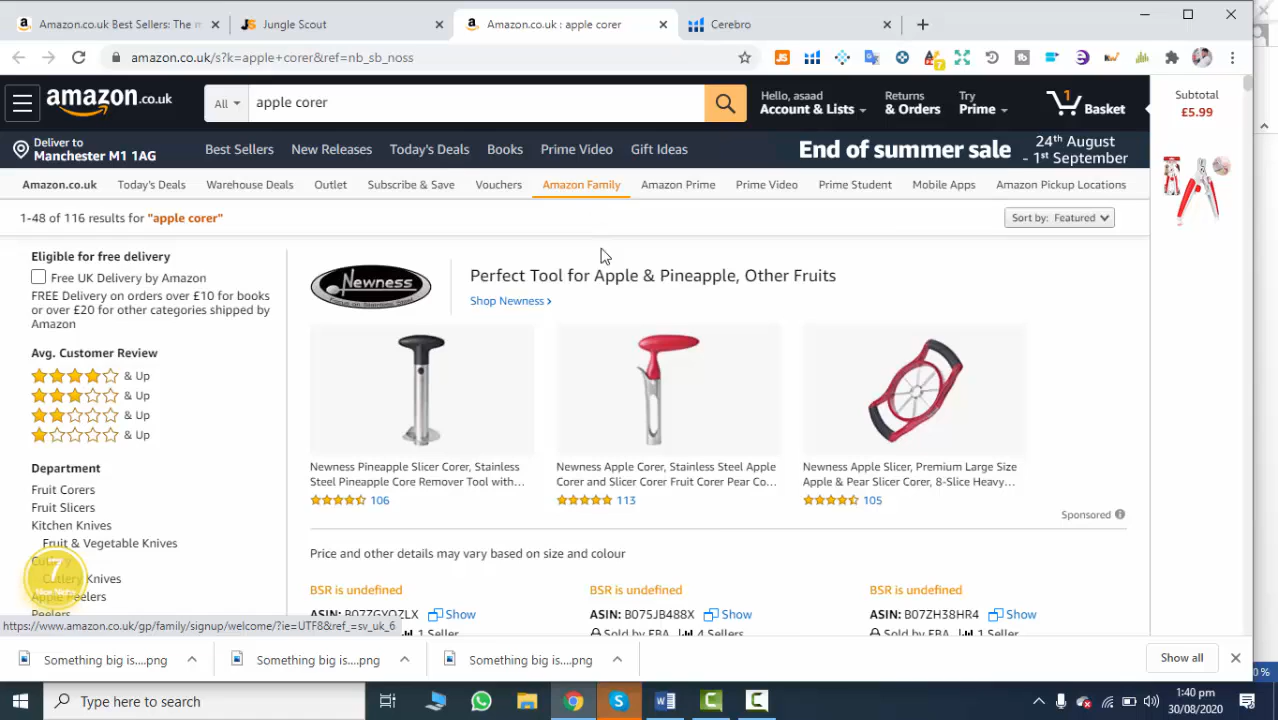 Amazon.co.uk Best Sellers: The m
Jungle Scout
Amazon.co.uk : apple corer
Cerebro
amazon.co.uk/s?k=apple+corer&ref=nb_sb_noss
7
amazon.co.uk
All
apple corer
Hello, asaad
Account & Lists
Returns
& Orders
Try
Prime
1
Basket
Subtotal
£5.99
Deliver to
Manchester M1 1AG
Best Sellers
New Releases
Today's Deals
Books
Prime Video
Gift Ideas
End of summer sale
24th August
- 1st September
Amazon.co.uk
Today's Deals
Warehouse Deals
Outlet
Subscribe & Save
Vouchers
Amazon Family
Amazon Prime
Prime Video
Prime Student
Mobile Apps
Amazon Pickup Locations
1-48 of 116 results for "apple corer"
Sort by: Featured
Eligible for free delivery
Free UK Delivery by Amazon
FREE Delivery on orders over £10 for books
or over £20 for other categories shipped by
Amazon
Avg. Customer Review
& Up
& Up
& Up
& Up
Department
Fruit Corers
Fruit Slicers
Kitchen Knives
Fruit & Vegetable Knives
Cutlery Knives
Apple Peelers
Peelers
7
Newness
Focus on Stainless Steel
Perfect Tool for Apple & Pineapple, Other Fruits
Shop Newness ›
Newness Pineapple Slicer Corer, Stainless
Steel Pineapple Core Remover Tool with...
106
Newness Apple Corer, Stainless Steel Apple
Corer and Slicer Corer Fruit Corer Pear Co...
113
Newness Apple Slicer, Premium Large Size
Apple & Pear Slicer Corer, 8-Slice Heavy...
105
Sponsored
Price and other details may vary based on size and colour
BSR is undefined
BSR is undefined
BSR is undefined
ASIN: B077GYQZLX Show
ASIN: B075JB488X Show
ASIN: B07ZH38HR4 Show
1 Seller
Sold by FBA 4 Sellers
Sold by FBA 1 Seller
https://www.amazon.co.uk/gp/family/signup/welcome/?ie=UTF8&ref_=sv_uk_6
Something big is....png
Something big is....png
Something big is....png
Show all
0 %
Type here to search
1:40 pm
30/08/2020